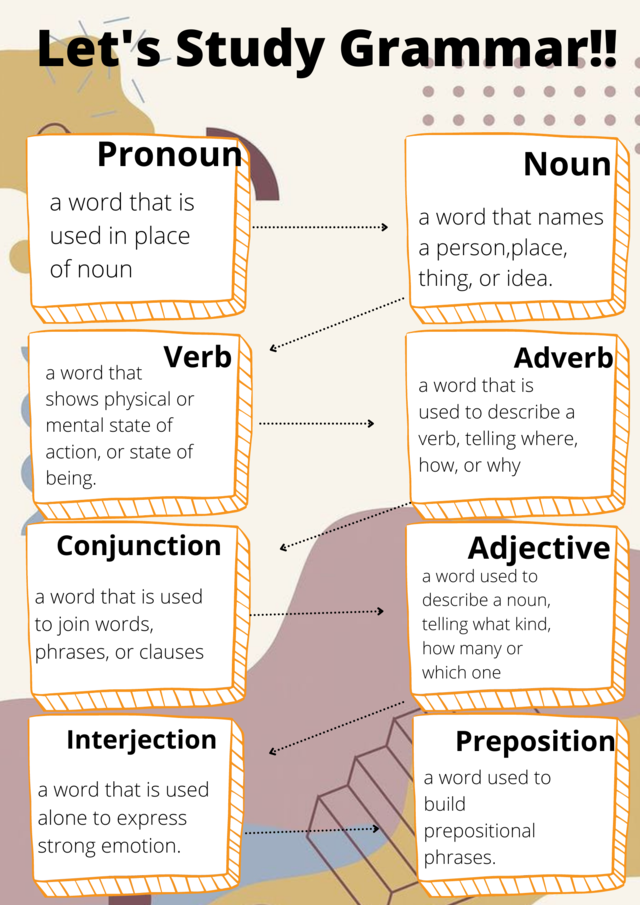 Let's Study Grammar!!
Pronoun
a word that is
used in place
of noun
Noun
a word that names
a person,place,
thing, or idea.
Verb
a word that
shows physical or
mental state of
action, or state of
being.
Adverb
a word that is
used to describe a
verb, telling where,
how, or why
Conjunction
a word that is used
to join words,
phrases, or clauses
Adjective
a word used to
describe a noun,
telling what kind,
how many or
which one
Interjection
a word that is used
alone to express
strong emotion.
Preposition
a word used to
build
prepositional
phrases.